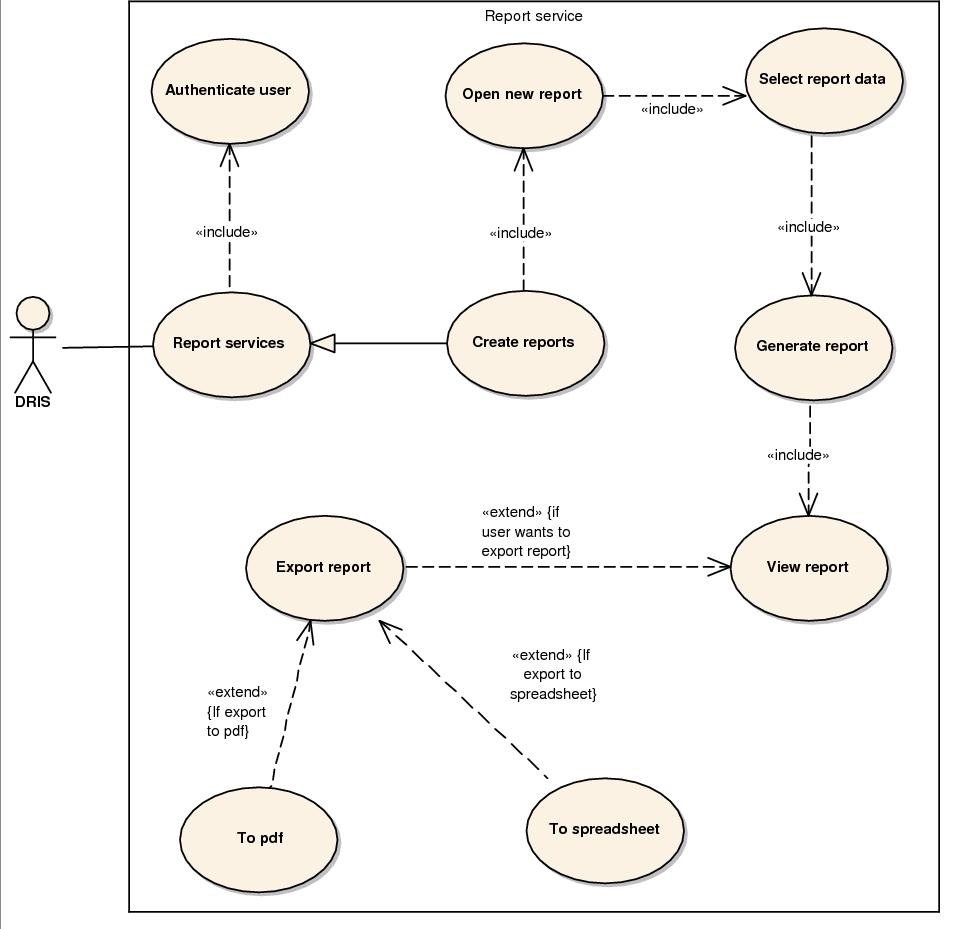 Report service
Authenticate user
Open new report
Select report data
«include»
«include»
«include»
«include»
Report services
Create reports
Generate report
DRIS
«include»
«extend» {if
user wants to
export report}
Export report
View report
«extend» {If
export to
spreadsheet}
«extend»
{If export
to pdf}
To pdf
To spreadsheet